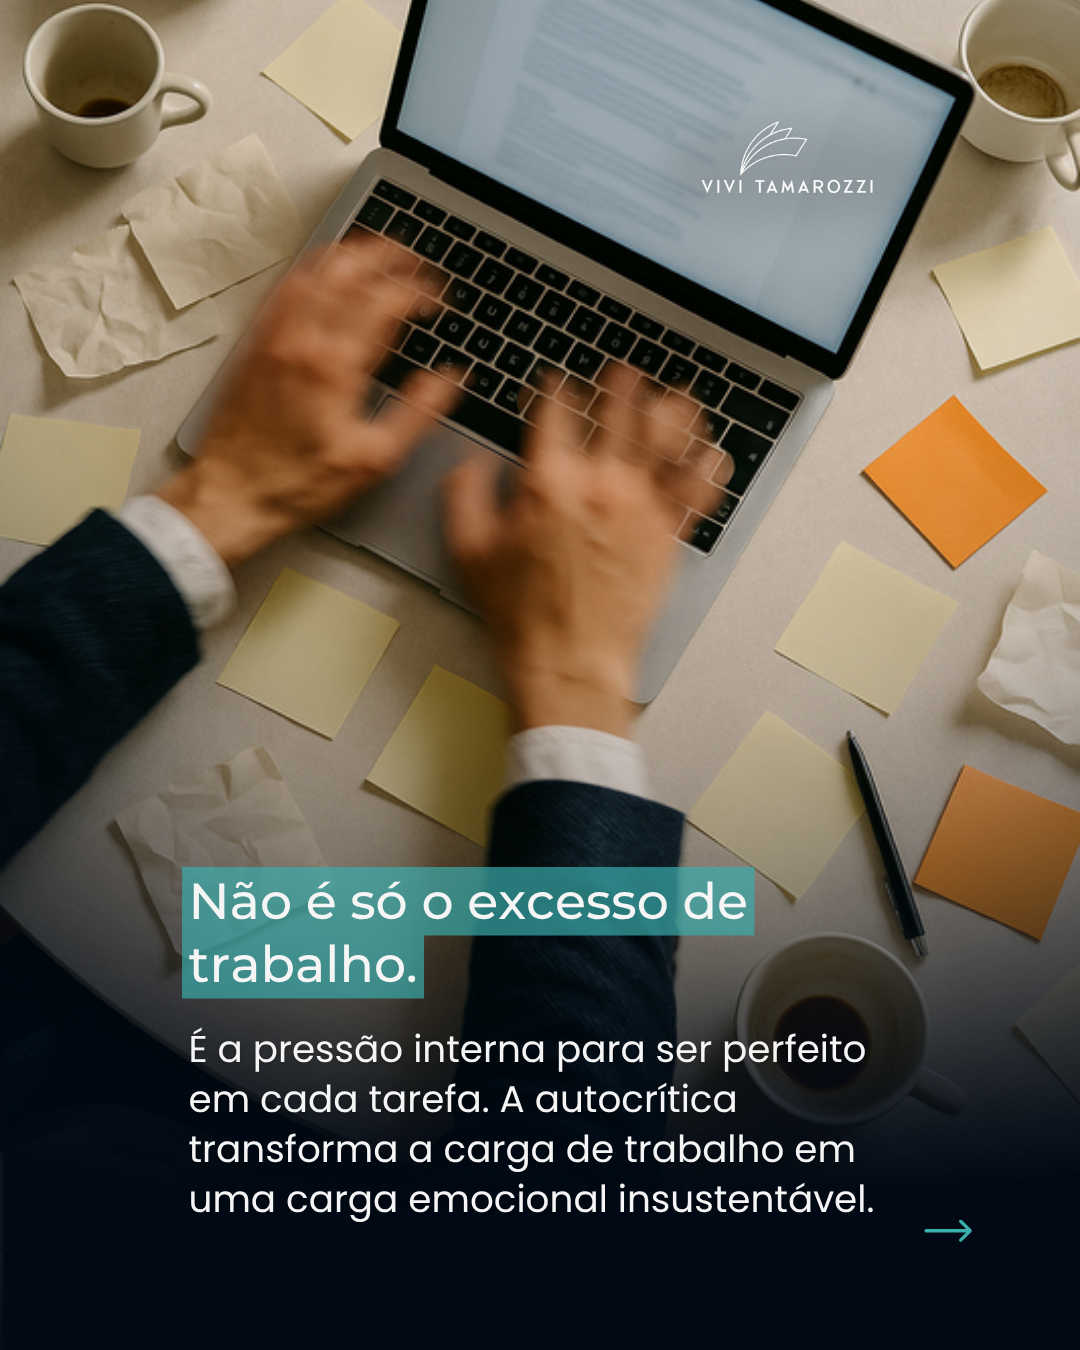 VIVI TAMAROZZI
Não é só o excesso de
trabalho.
É a pressão interna para ser perfeito
em cada tarefa. A autocrítica
transforma a carga de trabalho em
uma carga emocional insustentável.